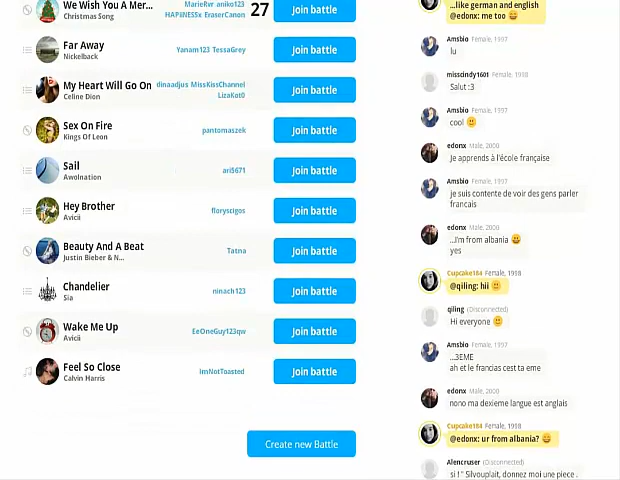 We Wish You A Mer...
Christmas Song
MarieRvr aniko123
HAPiiNESSx EraserCanon
27
Join battle
Far Away
Nickelback
Yanam123 TessaGrey
Join battle
My Heart Will Go On
Celine Dion
dinaadjus MissKissChannel
LizaKot0
Join battle
Sex On Fire
Kings Of Leon
pantomaszek
Join battle
Sail
Awolnation
ari5671
Join battle
Hey Brother
Avicii
floryscigos
Join battle
Beauty And A Beat
Justin Bieber & N...
Tatna
Join battle
Chandelier
Sia
ninach123
Join battle
Wake Me Up
Avicii
EeOneGuy123qw
Join battle
Feel So Close
Calvin Harris
ImNotToasted
Join battle
Create new Battle
...like german and english
@edonx: me too
Amsbio Female, 1997
lu
misscindy1601 Female, 1998
Salut :3
Amsbio Female, 1997
cool
edonx Male, 2000
Je apprends à l'école française
Amsbio Female, 1997
je suis contente de voir des gens parler
francais
edonx Male, 2000
...I'm from albania
yes
Cupcake184 Female, 1998
@qiling: hii
qiling (Disconnected)
Hi everyone
Amsbio Female, 1997
...3EME
ah et le francias cest ta eme
edonx Male, 2000
nono ma dexieme langue est anglais
Cupcake184 Female, 1998
@edonx: ur from albania?
Alencruser (Disconnected)
si ! " Silvouplait, donnez moi une piece .